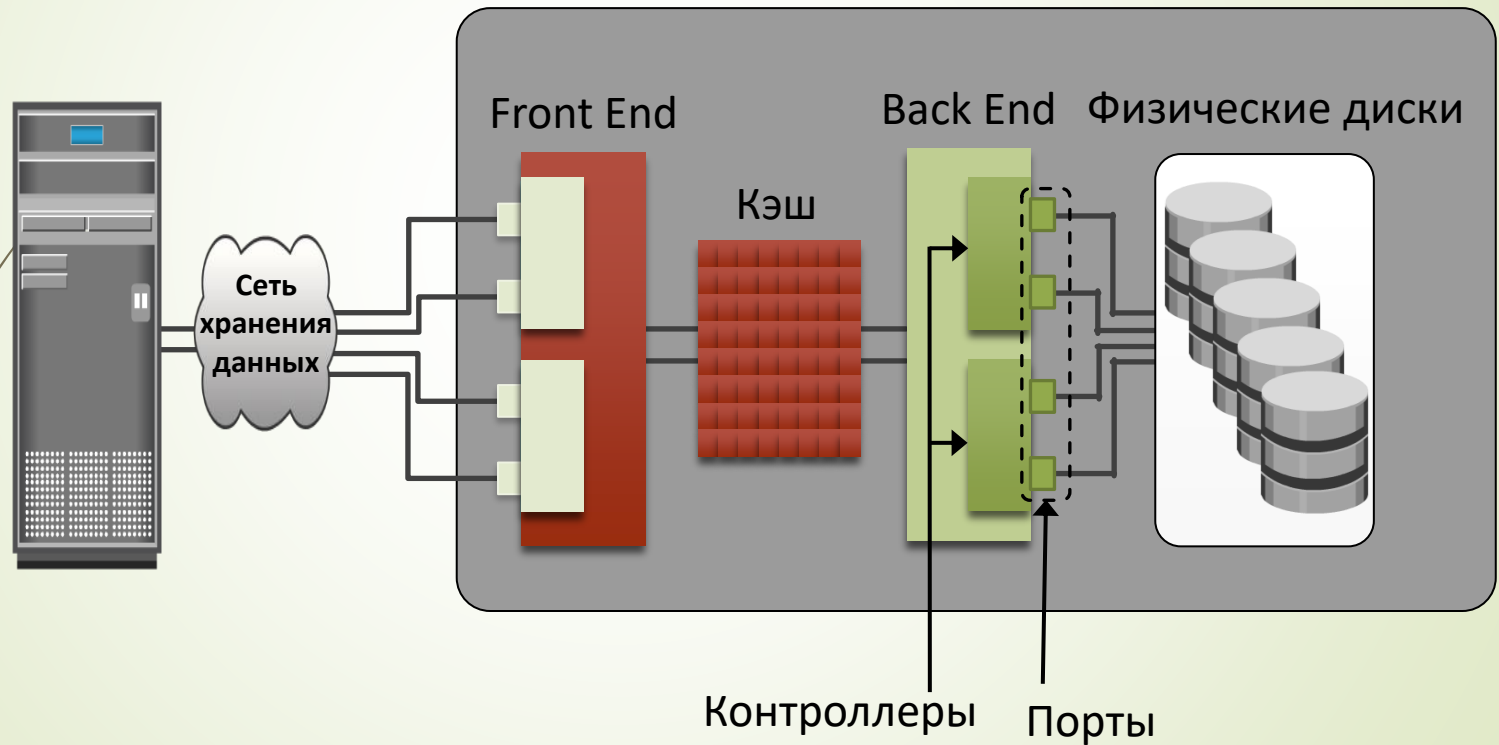 Front End
Back End
Физические диски
Кэш
Сеть
хранения
данных
Контроллеры
Порты